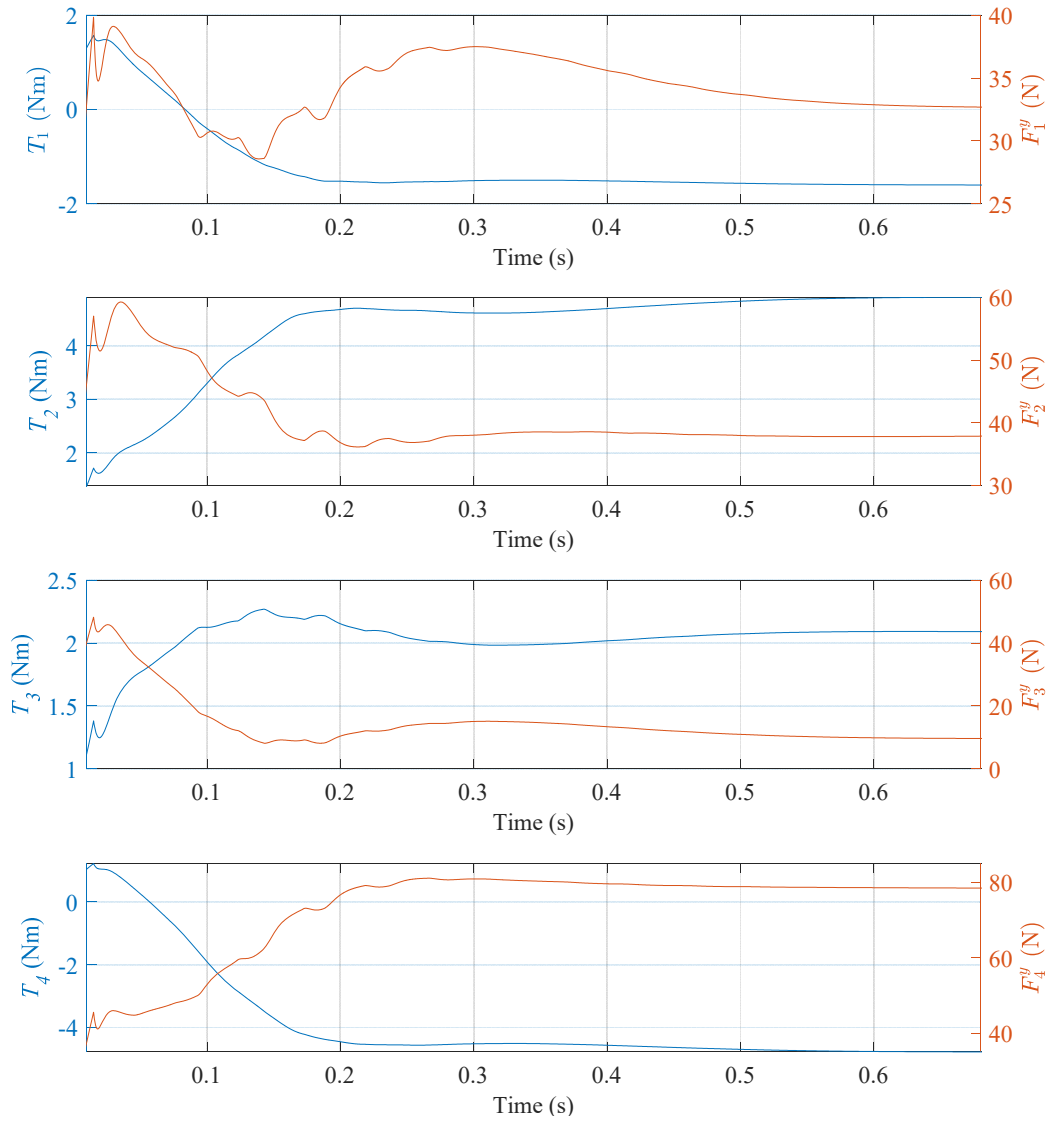 2 40
T₁ (Nm) 0 35 F₁ʸ (N)
30
-2 25
0.1 0.2 0.3 0.4 0.5 0.6
Time (s)
60
4 50
T₂ (Nm) 3 F₂ʸ (N)
40
2
30
0.1 0.2 0.3 0.4 0.5 0.6
Time (s)
2.5 60
T₃ (Nm) 2 40 F₃ʸ (N)
1.5 20
1 0
0.1 0.2 0.3 0.4 0.5 0.6
Time (s)
0 80
T₄ (Nm) -2 60 F₄ʸ (N)
-4 40
0.1 0.2 0.3 0.4 0.5 0.6
Time (s)